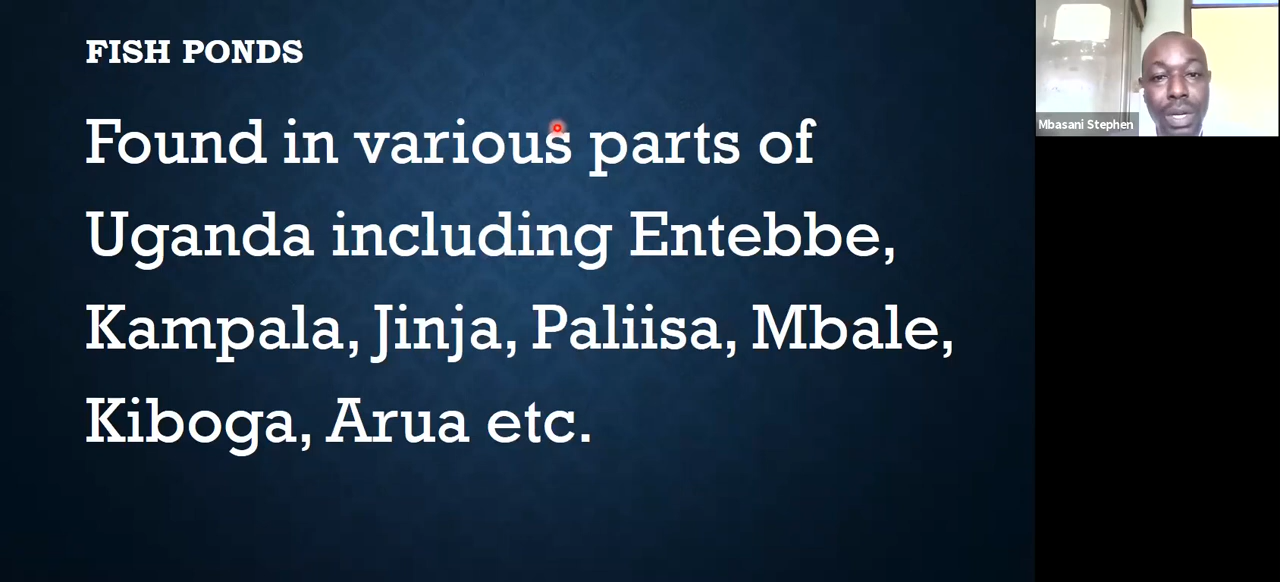 FISH PONDS
Found in various parts of
Uganda including Entebbe,
Kampala, Jinja, Paliisa, Mbale,
Kiboga, Arua etc.
Mbasani Stephen